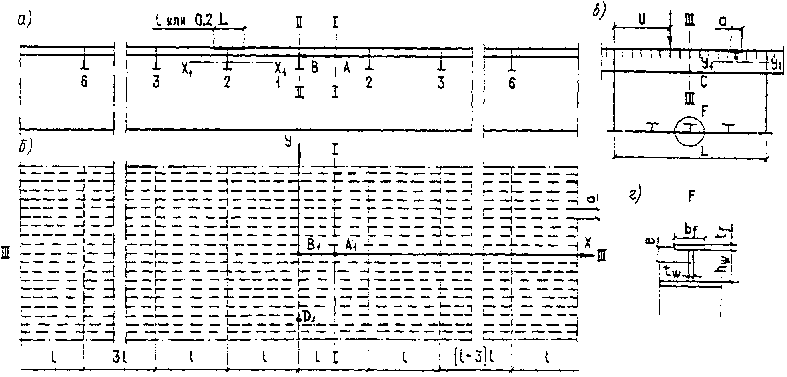 а)
l или 0,2 L
II
I
6
3
X₁
2
X₁
1
B
A
2
3
6
II
I
в)
U
III
a
y₁
y₁
C
III
F
L
б)
y
I
a
III
B₁
A₁
X
III
D₁
l
3l
l
l
l
I
l
(i-3)l
l
г)
F
bf
tf
tw
hw